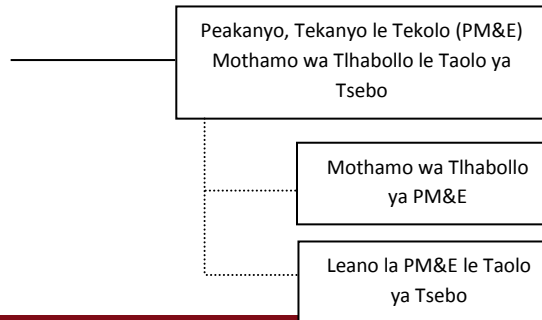 Peakanyo, Tekanyo le Tekolo (PM&E)
Mothamo wa Tlhabollo le Taolo ya
Tsebo
Mothamo wa Tlhabollo
ya PM&E
Leano la PM&E le Taolo
ya Tsebo